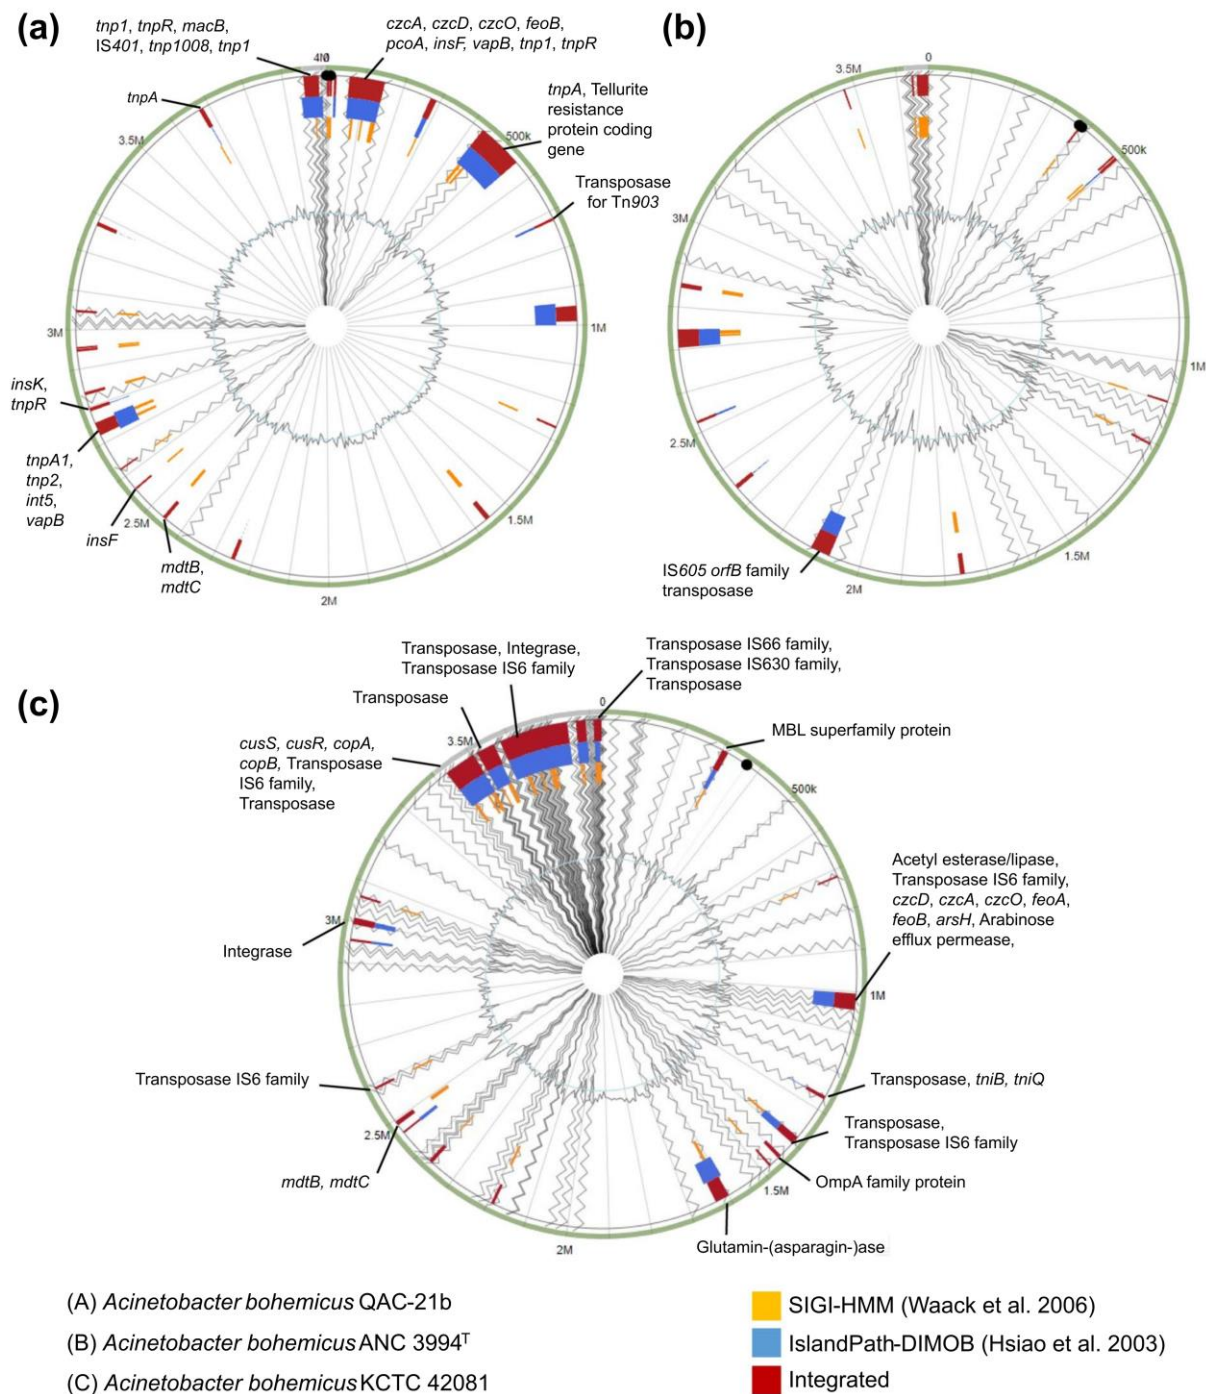 (a)
tnp1, tnpR, macB,
IS401, tnp1008, tnp1
czcA, czcD, czcO, feoB,
pcoA, insF, vapB, tnp1, tnpR
4M
0
tnpA
tnpA, Tellurite
resistance
protein coding
gene
3.5M
500k
Transposase
for Tn903
3M
1M
insK,
tnpR
tnpA1,
tnp2,
int5,
vapB
insF
2.5M
mdtB,
mdtC
1.5M
2M
(b)
0
3.5M
500k
3M
1M
2.5M
IS605 orfB family
transposase
2M
1.5M
(c)
Transposase, Integrase,
Transposase IS6 family
Transposase IS66 family,
Transposase IS630 family,
Transposase
Transposase
0
3.5M
cusS, cusR, copA,
copB, Transposase
IS6 family,
Transposase
MBL superfamily protein
500k
Acetyl esterase/lipase,
Transposase IS6 family,
czcD, czcA, czcO, feoA,
feoB, arsH, Arabinose
efflux permease,
3M
Integrase
1M
Transposase IS6 family
Transposase, tniB, tniQ
2.5M
Transposase,
Transposase IS6 family
mdtB, mdtC
OmpA family protein
1.5M
Glutamin-(asparagin-)ase
2M
(A) Acinetobacter bohemicus QAC-21b
(B) Acinetobacter bohemicus ANC 3994ᵀ
(C) Acinetobacter bohemicus KCTC 42081
SIGI-HMM (Waack et al. 2006)
IslandPath-DIMOB (Hsiao et al. 2003)
Integrated